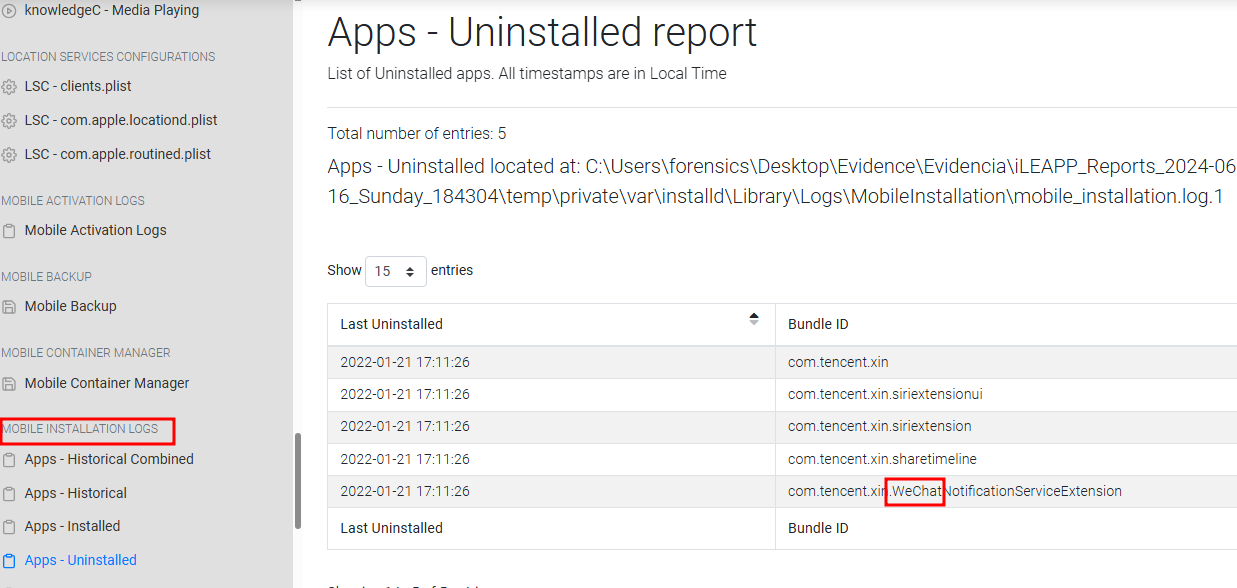 knowledgeC - Media Playing
LOCATION SERVICES CONFIGURATIONS
LSC - clients.plist
LSC - com.apple.locationd.plist
LSC - com.apple.routined.plist
MOBILE ACTIVATION LOGS
Mobile Activation Logs
MOBILE BACKUP
Mobile Backup
MOBILE CONTAINER MANAGER
Mobile Container Manager
MOBILE INSTALLATION LOGS
Apps - Historical Combined
Apps - Historical
Apps - Installed
Apps - Uninstalled
Apps - Uninstalled report
List of Uninstalled apps. All timestamps are in Local Time
Total number of entries: 5
Apps - Uninstalled located at: C:\Users\forensics\Desktop\Evidence\Evidencia\iLEAPP_Reports_2024-06
16_Sunday_184304\temp\private\var\installd\Library\Logs\MobileInstallation\mobile_installation.log.1
Show 15 entries
Last Uninstalled Bundle ID
2022-01-21 17:11:26 com.tencent.xin
2022-01-21 17:11:26 com.tencent.xin.siriextensionui
2022-01-21 17:11:26 com.tencent.xin.siriextension
2022-01-21 17:11:26 com.tencent.xin.sharetimeline
2022-01-21 17:11:26 com.tencent.xin.WeChatNotificationServiceExtension
Last Uninstalled Bundle ID